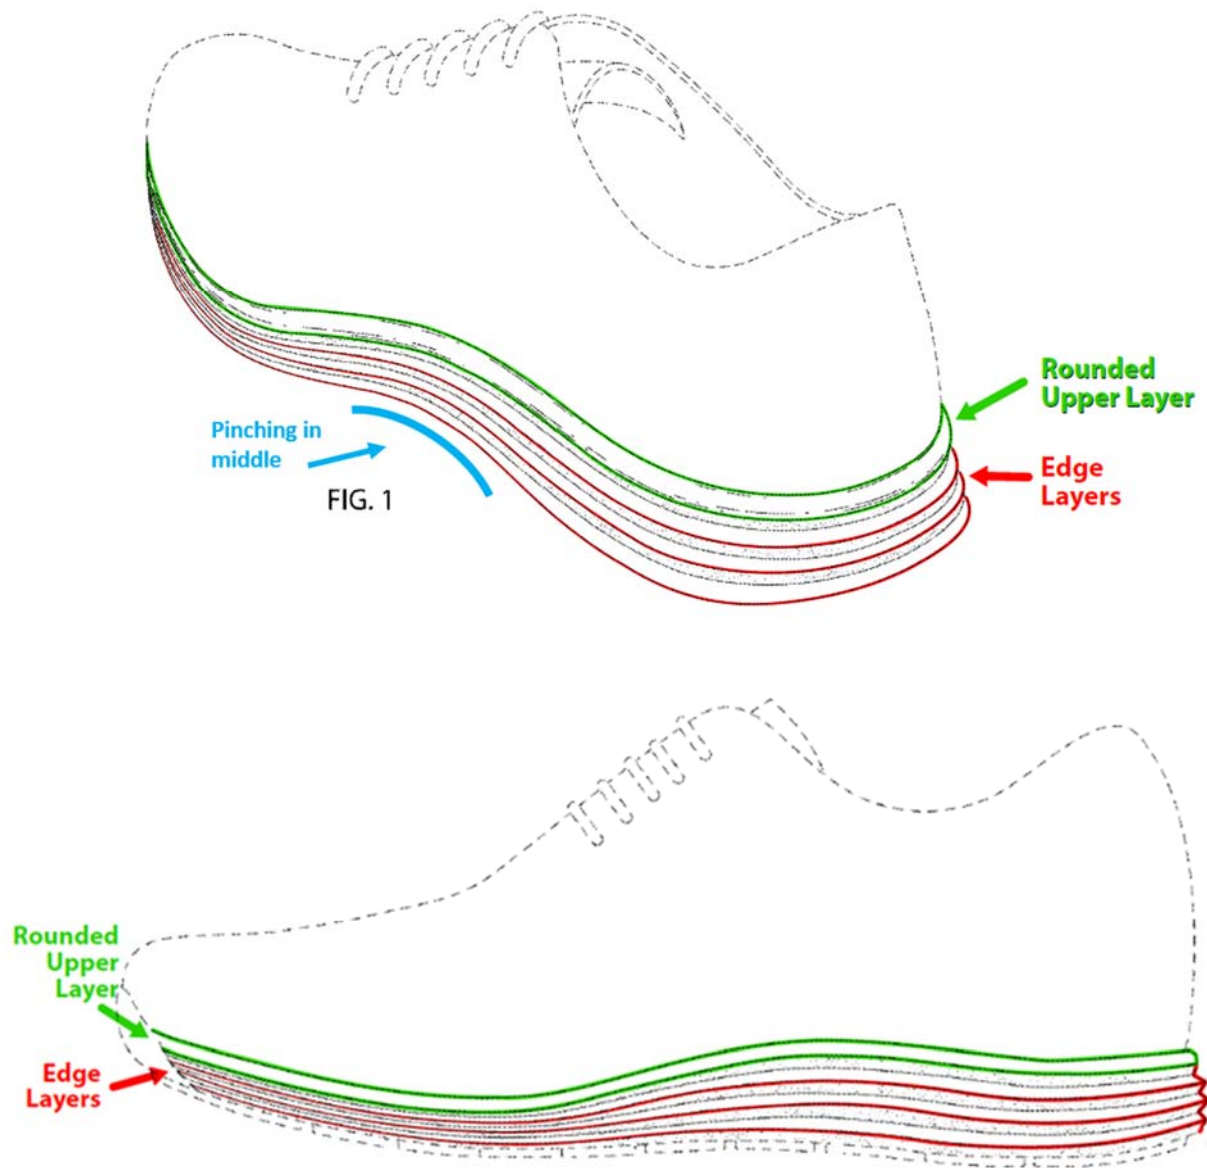 Rounded
Upper Layer
Edge
Layers
Pinching in
middle
FIG. 1
Rounded
Upper
Layer
Edge
Layers